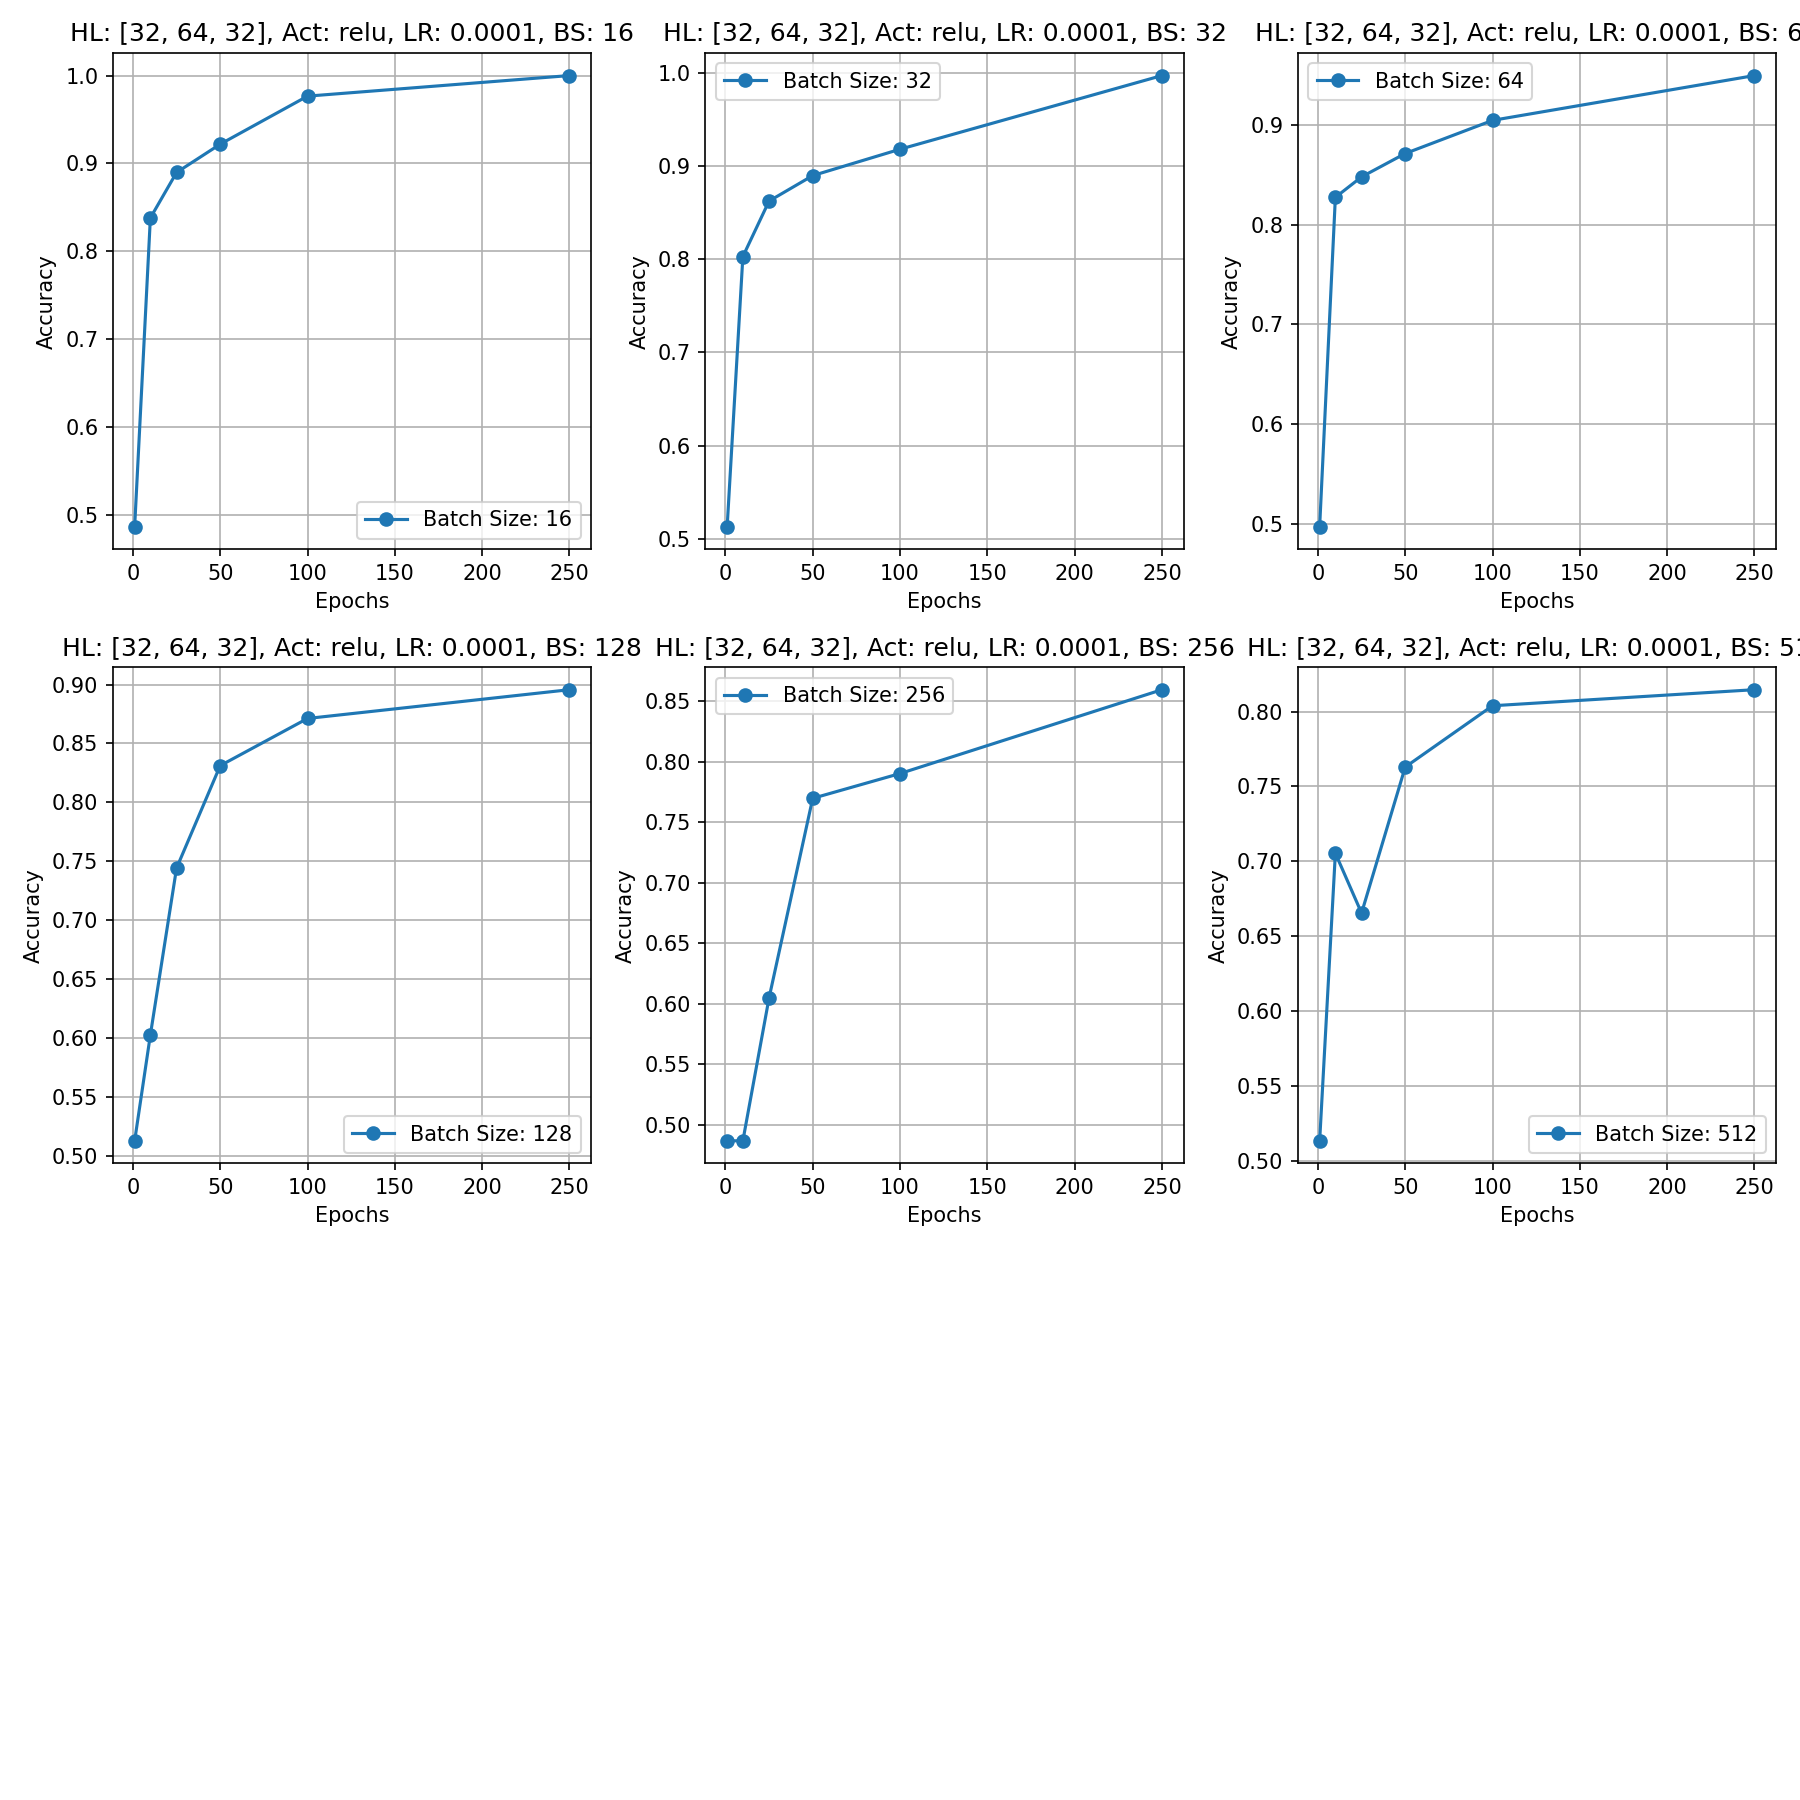 HL: [32, 64, 32], Act: relu, LR: 0.0001, BS: 16
1.0
0.9
0.8
0.7
0.6
0.5
Accuracy
Batch Size: 16
0 50 100 150 200 250
Epochs
HL: [32, 64, 32], Act: relu, LR: 0.0001, BS: 32
1.0
0.9
0.8
0.7
0.6
0.5
Accuracy
Batch Size: 32
0 50 100 150 200 250
Epochs
HL: [32, 64, 32], Act: relu, LR: 0.0001, BS: 6
0.9
0.8
0.7
0.6
0.5
Accuracy
Batch Size: 64
0 50 100 150 200 250
Epochs
HL: [32, 64, 32], Act: relu, LR: 0.0001, BS: 128
0.90
0.85
0.80
0.75
0.70
0.65
0.60
0.55
0.50
Accuracy
Batch Size: 128
0 50 100 150 200 250
Epochs
HL: [32, 64, 32], Act: relu, LR: 0.0001, BS: 256
0.85
0.80
0.75
0.70
0.65
0.60
0.55
0.50
Accuracy
Batch Size: 256
0 50 100 150 200 250
Epochs
HL: [32, 64, 32], Act: relu, LR: 0.0001, BS: 51
0.80
0.75
0.70
0.65
0.60
0.55
0.50
Accuracy
Batch Size: 512
0 50 100 150 200 250
Epochs